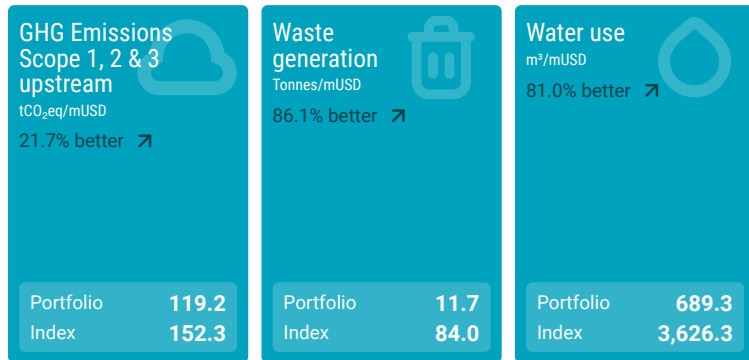 GHG Emissions
Scope 1, 2 & 3
upstream
tCO₂eq/mUSD
21.7% better
Portfolio 119.2
Index 152.3
Waste
generation
Tonnes/mUSD
86.1% better
Portfolio 11.7
Index 84.0
Water use
m³/mUSD
81.0% better
Portfolio 689.3
Index 3,626.3